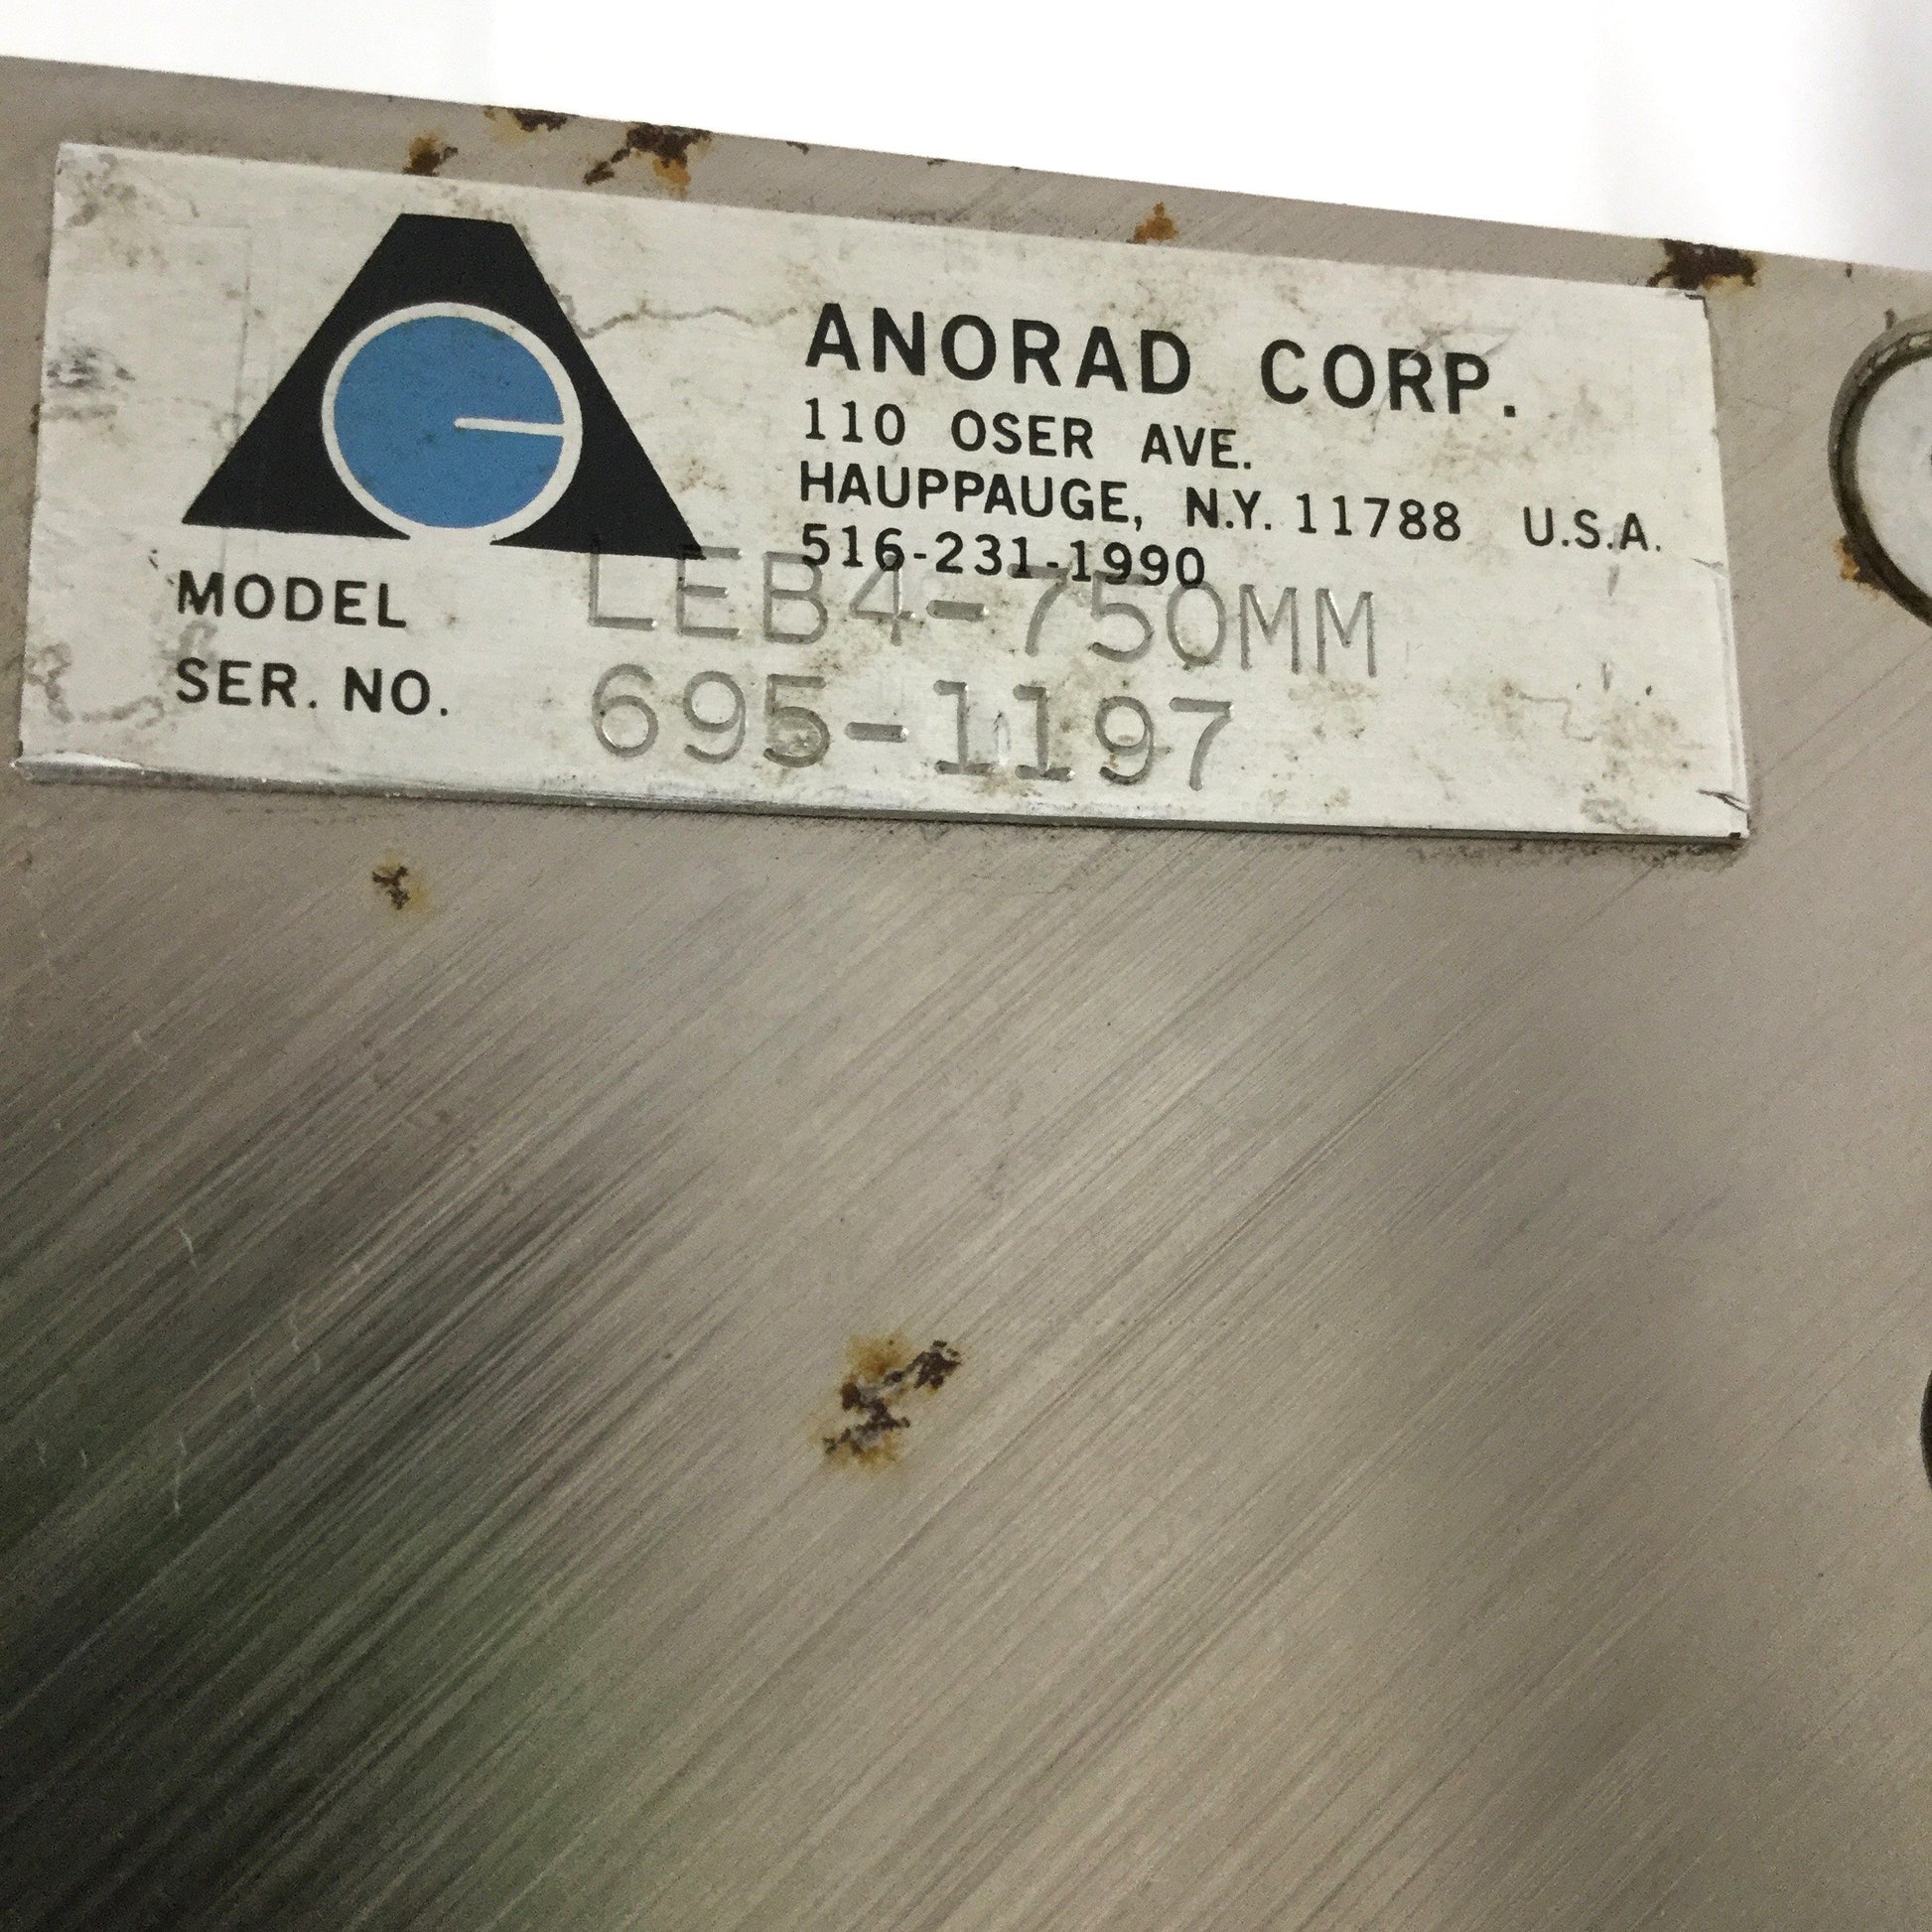 ANORAD CORP.
110 OSER AVE.
HAUPPAUGE, N.Y. 11788 U.S.A.
516-231-1990
MODEL LEB4-750MM
SER. NO. 695-1197